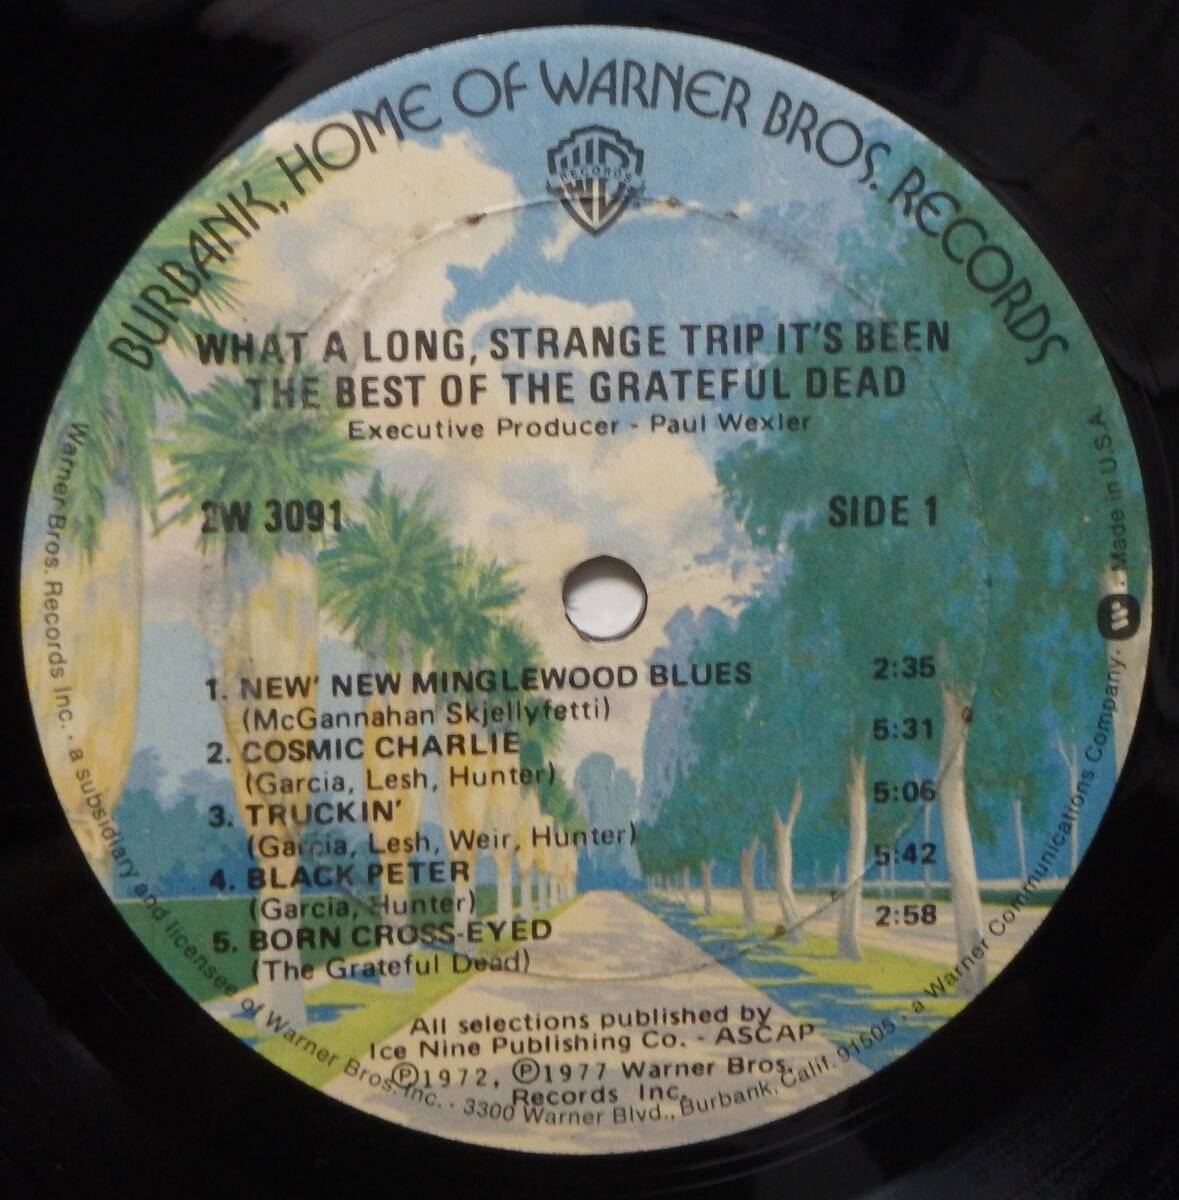 BURBANK, HOME OF WARNER BROS. RECORDS
WB
RECORDS
WHAT A LONG, STRANGE TRIP IT'S BEEN
THE BEST OF THE GRATEFUL DEAD
Executive Producer - Paul Wexler
2W 3091
SIDE 1
1. NEW' NEW MINGLEWOOD BLUES 2:35
(McGannahan Skjellyfetti)
2. COSMIC CHARLIE 5:31
(Garcia, Lesh, Hunter)
3. TRUCKIN' 5:06
(Garcia, Lesh, Weir, Hunter)
4. BLACK PETER 5:42
(Garcia, Hunter)
5. BORN CROSS-EYED 2:58
(The Grateful Dead)
All selections published by
Ice Nine Publishing Co. - ASCAP
℗1972, ℗1977 Warner Bros.
Records Inc.
Warner Bros. Records Inc. · a subsidiary and licensee of Warner Bros. Inc. · 3300 Warner Blvd., Burbank, Calif. 91505 · a Warner Communications Company · W · Made in U.S.A.